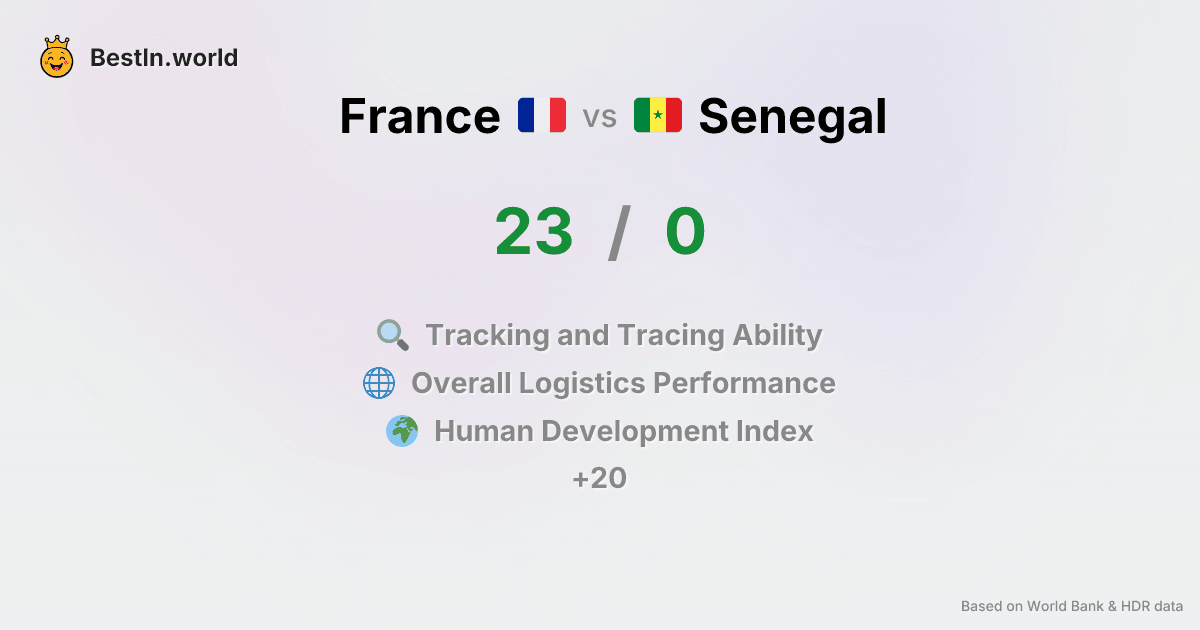 BestIn.world
France vs Senegal
23 / 0
Tracking and Tracing Ability
Overall Logistics Performance
Human Development Index
+20
Based on World Bank & HDR data